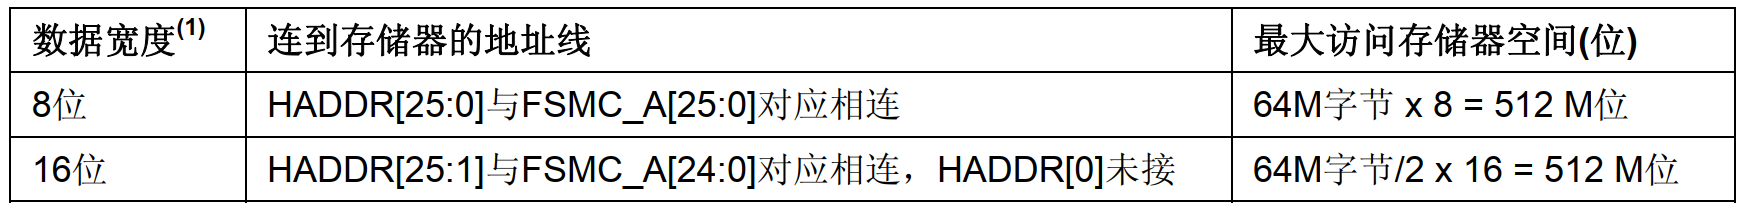 数据宽度(1) 连到存储器的地址线 最大访问存储器空间(位)
8位 HADDR[25:0]与FSMC_A[25:0]对应相连 64M字节 x 8 = 512 M位
16位 HADDR[25:1]与FSMC_A[24:0]对应相连，HADDR[0]未接 64M字节/2 x 16 = 512 M位